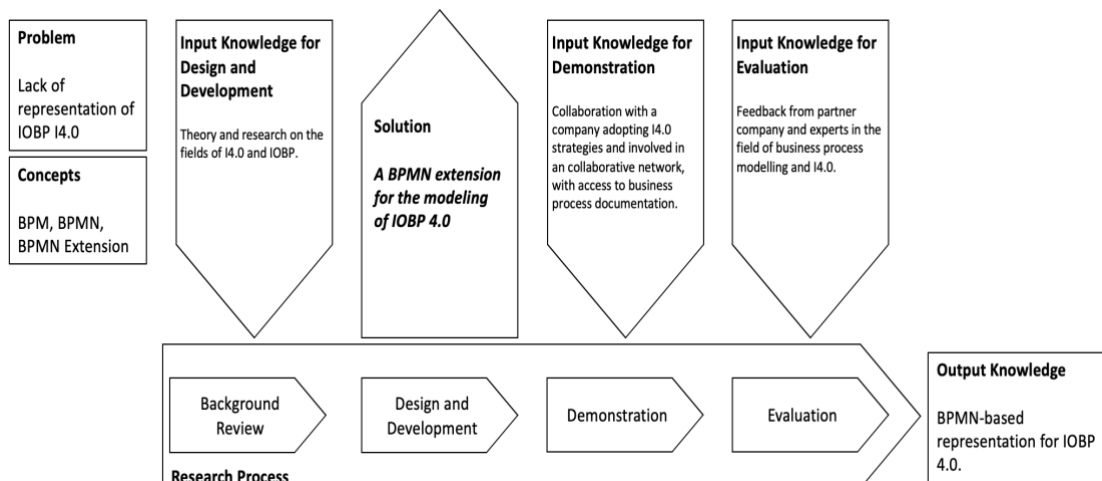 Problem
Lack of
representation of
IOBP I4.0
Concepts
BPM, BPMN,
BPMN Extension
Input Knowledge for
Design and
Development
Theory and research on the
fields of I4.0 and IOBP.
Solution
A BPMN extension
for the modeling
of IOBP 4.0
Input Knowledge for
Demonstration
Collaboration with a
company adopting I4.0
strategies and involved in
an collaborative network,
with access to business
process documentation.
Input Knowledge for
Evaluation
Feedback from partner
company and experts in the
field of business process
modelling and I4.0.
Background
Review
Design and
Development
Demonstration
Evaluation
Research Process
Output Knowledge
BPMN-based
representation for IOBP
4.0.